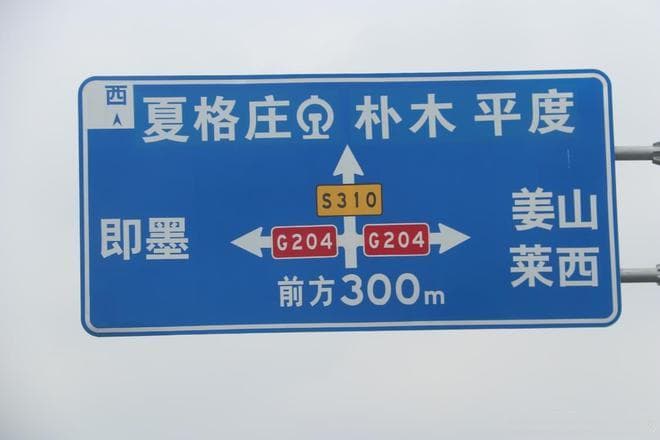 西
夏格庄 朴木 平度
S310
即墨
G204 G204
姜山
莱西
前方300m